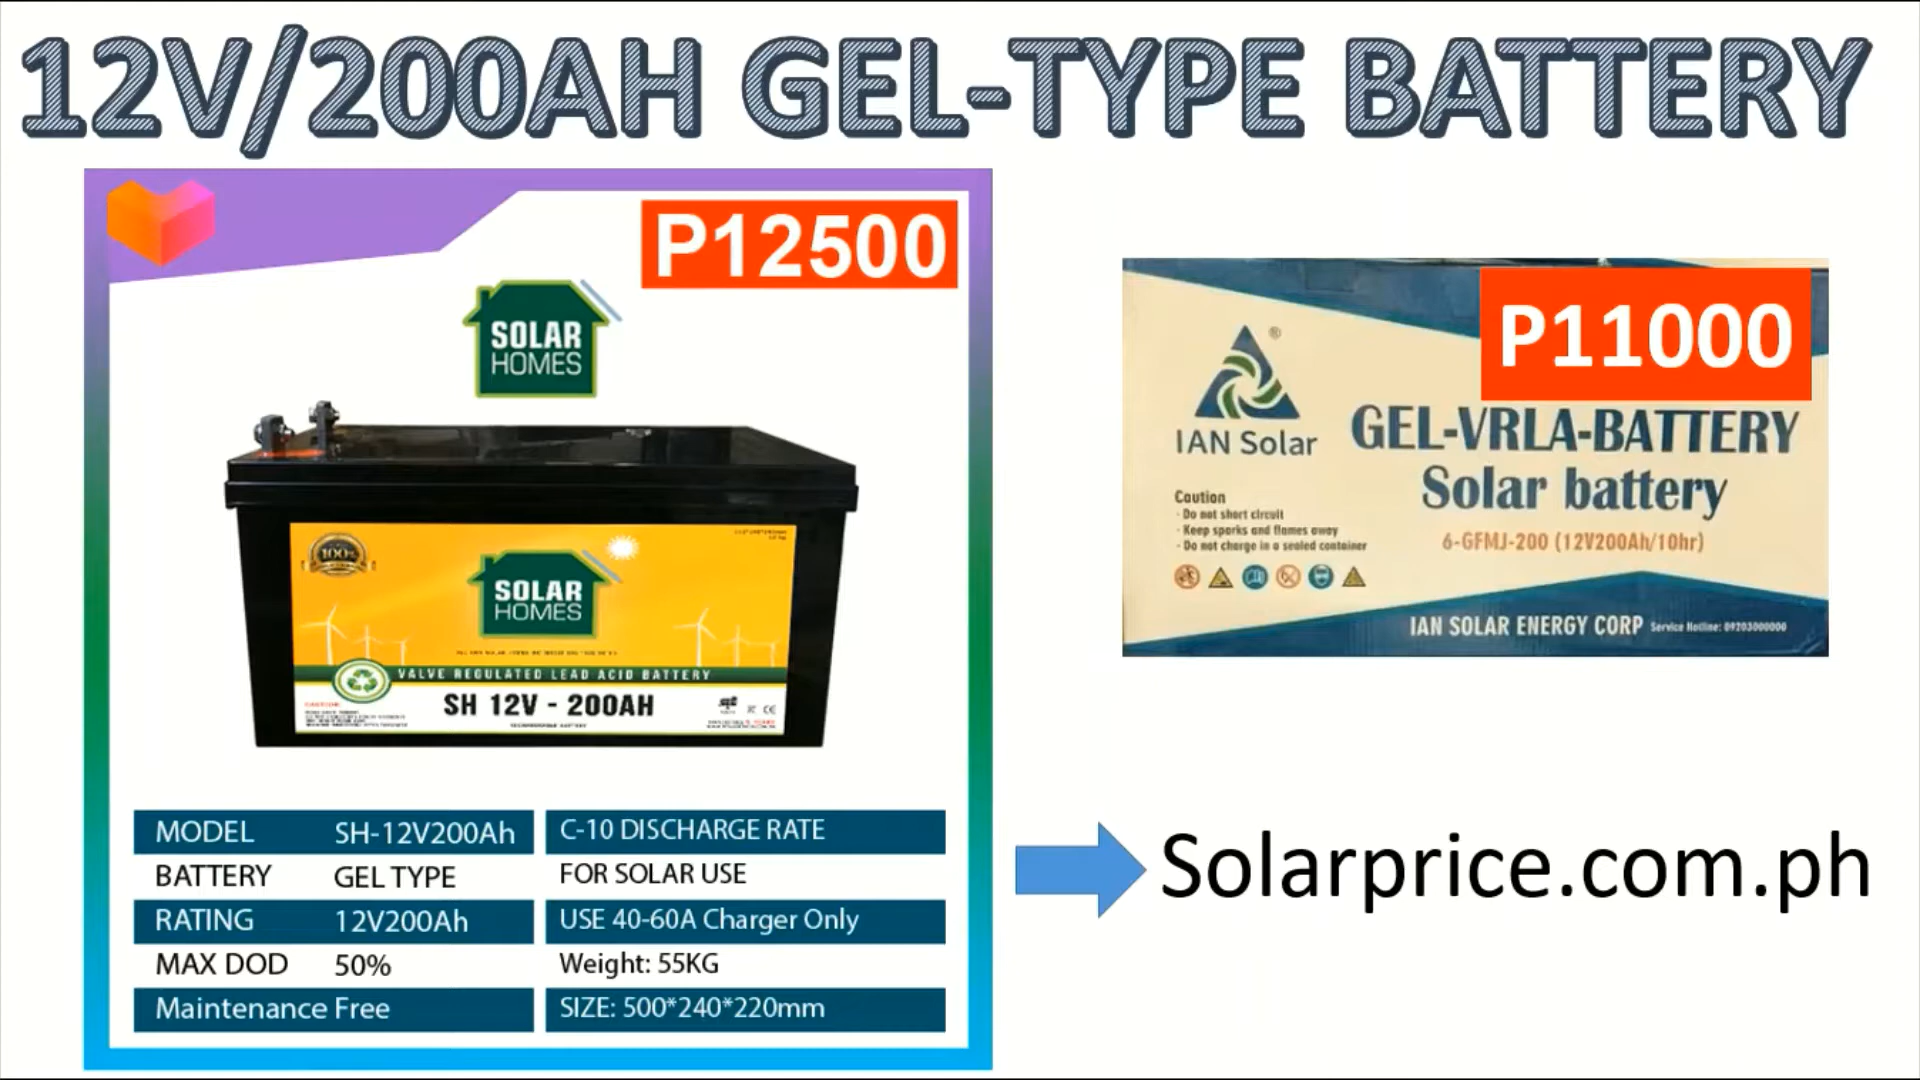 12V/200AH GEL-TYPE BATTERY
P12500
SOLAR
HOMES
100%
SOLAR
HOMES
VALVE REGULATED LEAD ACID BATTERY
SH 12V - 200AH
MODEL SH-12V200Ah
BATTERY GEL TYPE
RATING 12V200Ah
MAX DOD 50%
Maintenance Free
C-10 DISCHARGE RATE
FOR SOLAR USE
USE 40-60A Charger Only
Weight: 55KG
SIZE: 500*240*220mm
P11000
®
IAN Solar
GEL-VRLA-BATTERY
Solar battery
6-GFMJ-200 (12V200Ah/10hr)
Caution
- Do not short circuit
- Keep sparks and flames away
- Do not charge in a sealed container
IAN SOLAR ENERGY CORP Service Hotline: 09203000000
Solarprice.com.ph